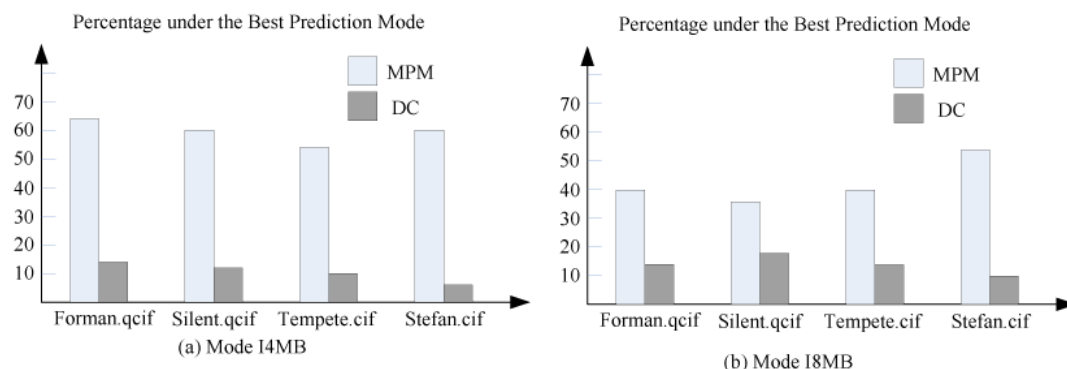 Percentage under the Best Prediction Mode
MPM
DC
70
60
50
40
30
20
10
Forman.qcif Silent.qcif Tempete.cif Stefan.cif
(a) Mode I4MB
Percentage under the Best Prediction Mode
MPM
DC
70
60
50
40
30
20
10
Forman.qcif Silent.qcif Tempete.cif Stefan.cif
(b) Mode I8MB